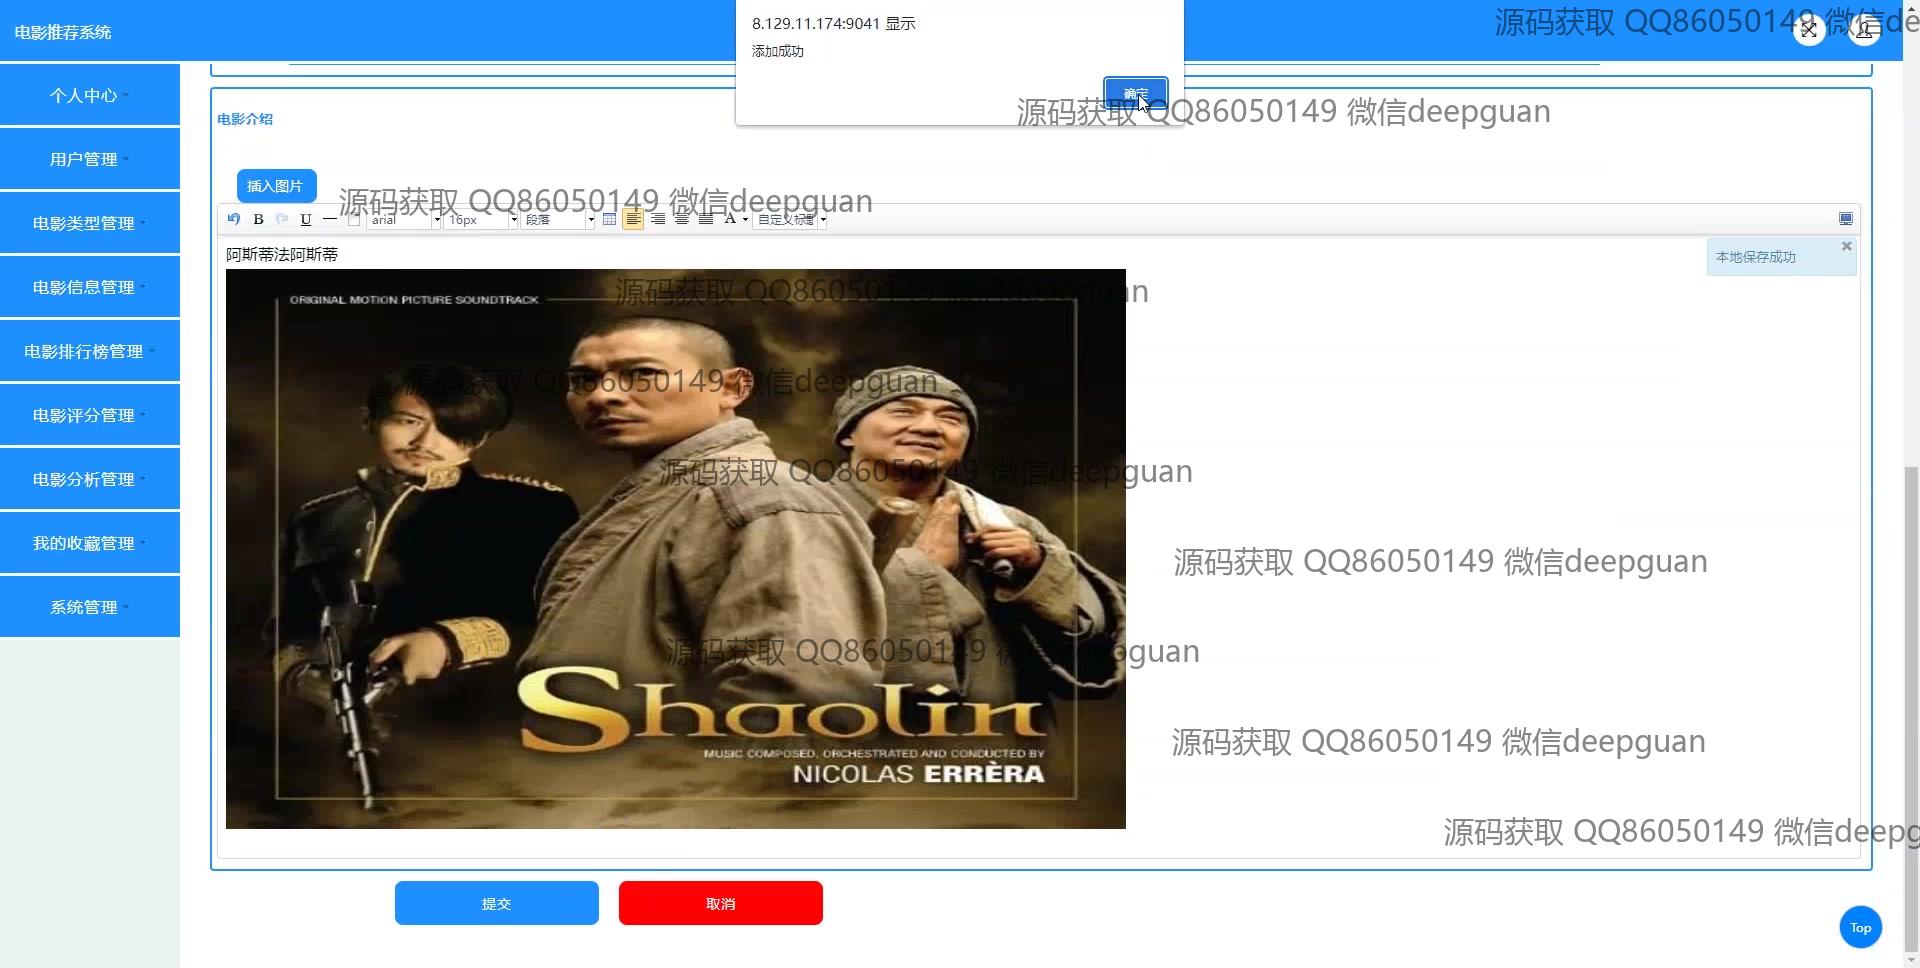 电影推荐系统
8.129.11.174:9041 显示
添加成功
确定
源码获取 QQ86050149 微信deepguan
源码获取 QQ86050149 微信deepguan
个人中心
用户管理
电影类型管理
电影信息管理
电影排行榜管理
电影评分管理
电影分析管理
我的收藏管理
系统管理
电影介绍
插入图片
源码获取 QQ86050149 微信deepguan
B U arial 16px 段落 A 自定义标题
阿斯蒂法阿斯蒂
本地保存成功
ORIGINAL MOTION PICTURE SOUNDTRACK
源码获取 QQ86050149 微信deepguan
源码获取 QQ86050149 微信deepguan
源码获取 QQ86050149 微信deepguan
源码获取 QQ86050149 微信deepguan
源码获取 QQ86050149 微信deepguan
Shaolin
MUSIC COMPOSED, ORCHESTRATED AND CONDUCTED BY
NICOLAS ERRÈRA
源码获取 QQ86050149 微信deepguan
源码获取 QQ86050149 微信deepg
提交
取消
Top